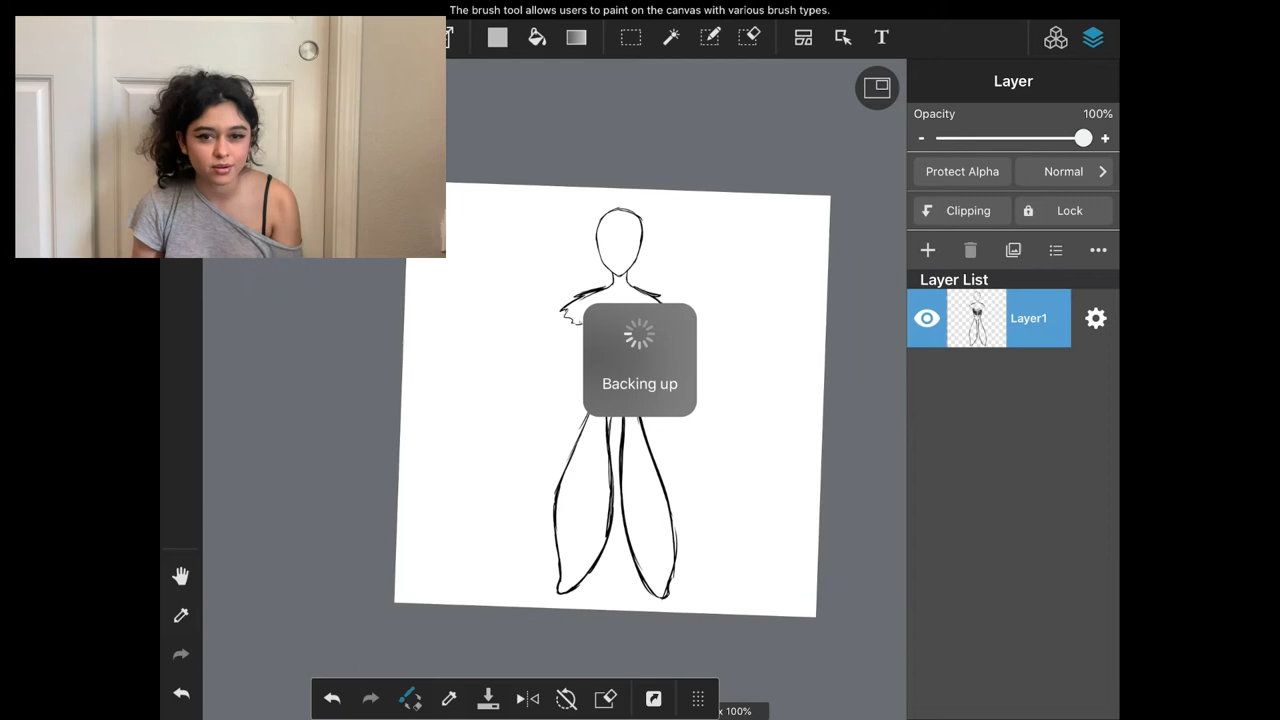 The brush tool allows users to paint on the canvas with various brush types.
T
Layer
Opacity 100%
- +
Protect Alpha Normal
Clipping Lock
Layer List
Layer1
Backing up
x 100%